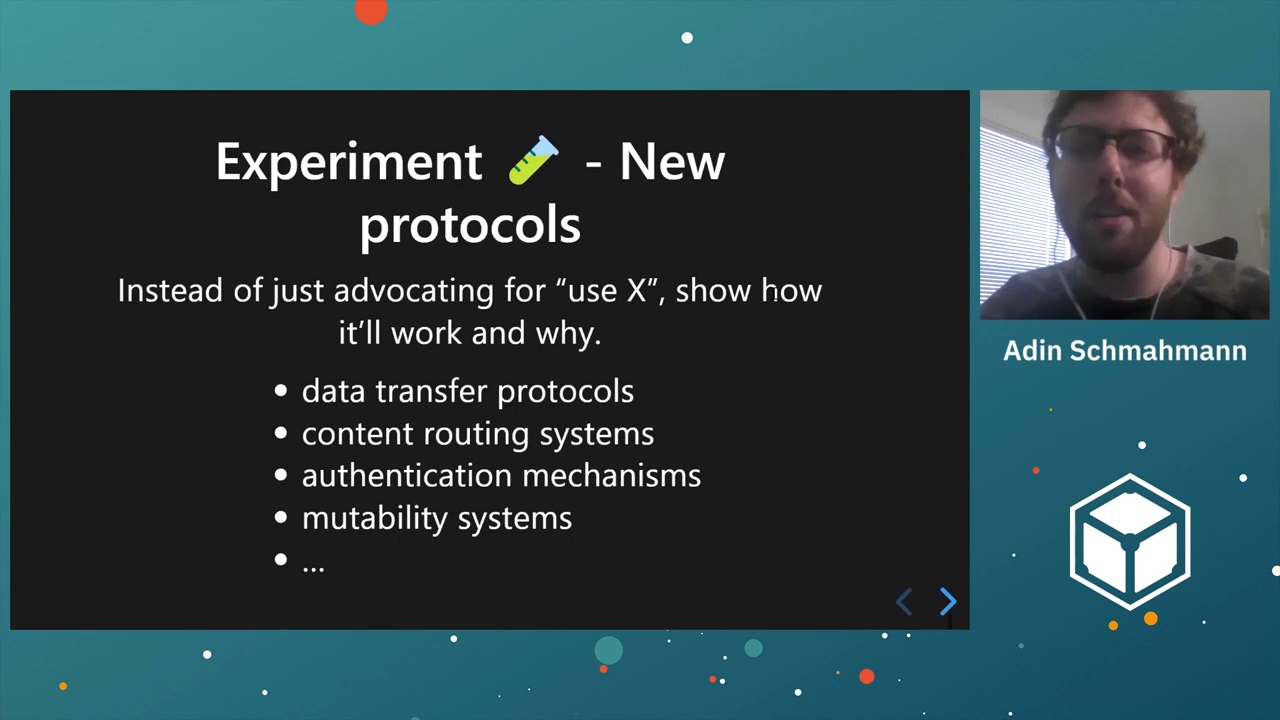 Experiment 🧪 - New
protocols
Instead of just advocating for “use X”, show how
it’ll work and why.
• data transfer protocols
• content routing systems
• authentication mechanisms
• mutability systems
• ...
Adin Schmahmann